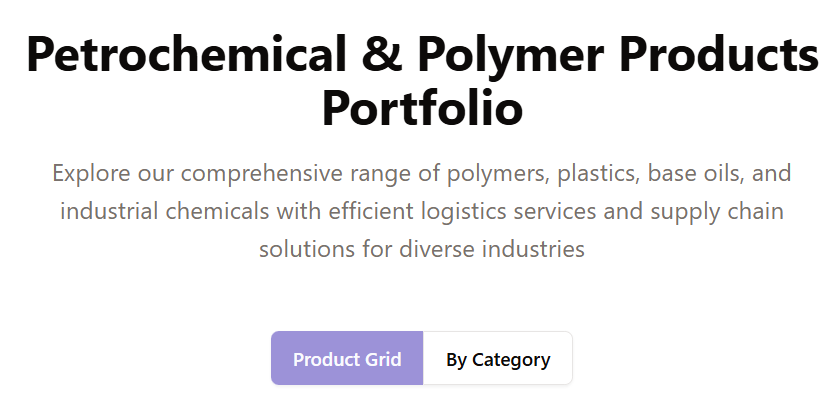 Petrochemical & Polymer Products
Portfolio
Explore our comprehensive range of polymers, plastics, base oils, and
industrial chemicals with efficient logistics services and supply chain
solutions for diverse industries
Product Grid
By Category